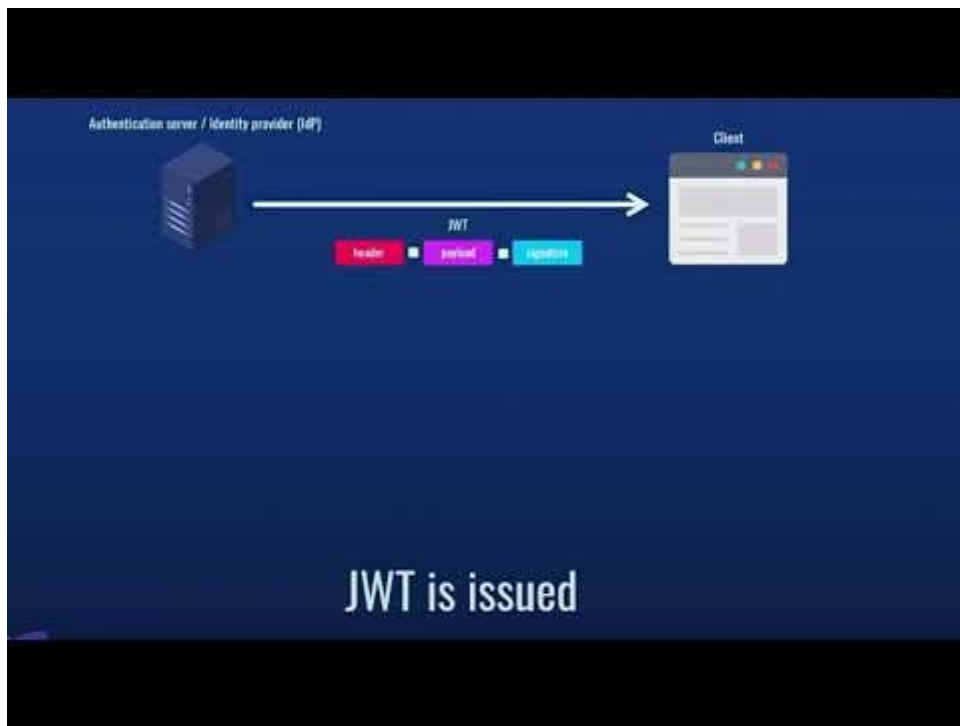 Authentication server / Identity provider (IdP)
Client
JWT
header
payload
signature
JWT is issued